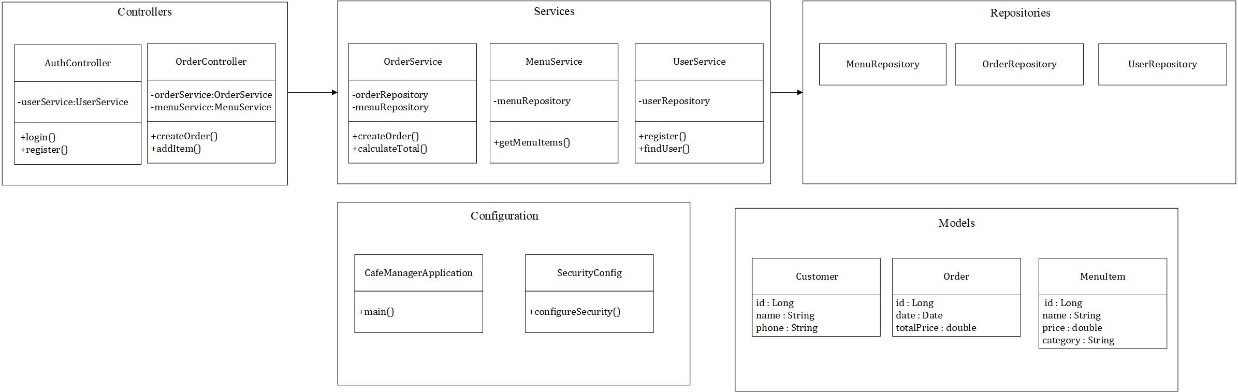 Controllers
AuthController
-userService:UserService
+login()
+register()
OrderController
-orderService:OrderService
-menuService:MenuService
+createOrder()
+addItem()
Services
OrderService
-orderRepository
-menuRepository
+createOrder()
+calculateTotal()
MenuService
-menuRepository
+getMenuItems()
UserService
-userRepository
+register()
+findUser()
Repositories
MenuRepository
OrderRepository
UserRepository
Configuration
CafeManagerApplication
+main()
SecurityConfig
+configureSecurity()
Models
Customer
id : Long
name : String
phone : String
Order
id : Long
date : Date
totalPrice : double
MenuItem
id : Long
name : String
price : double
category : String